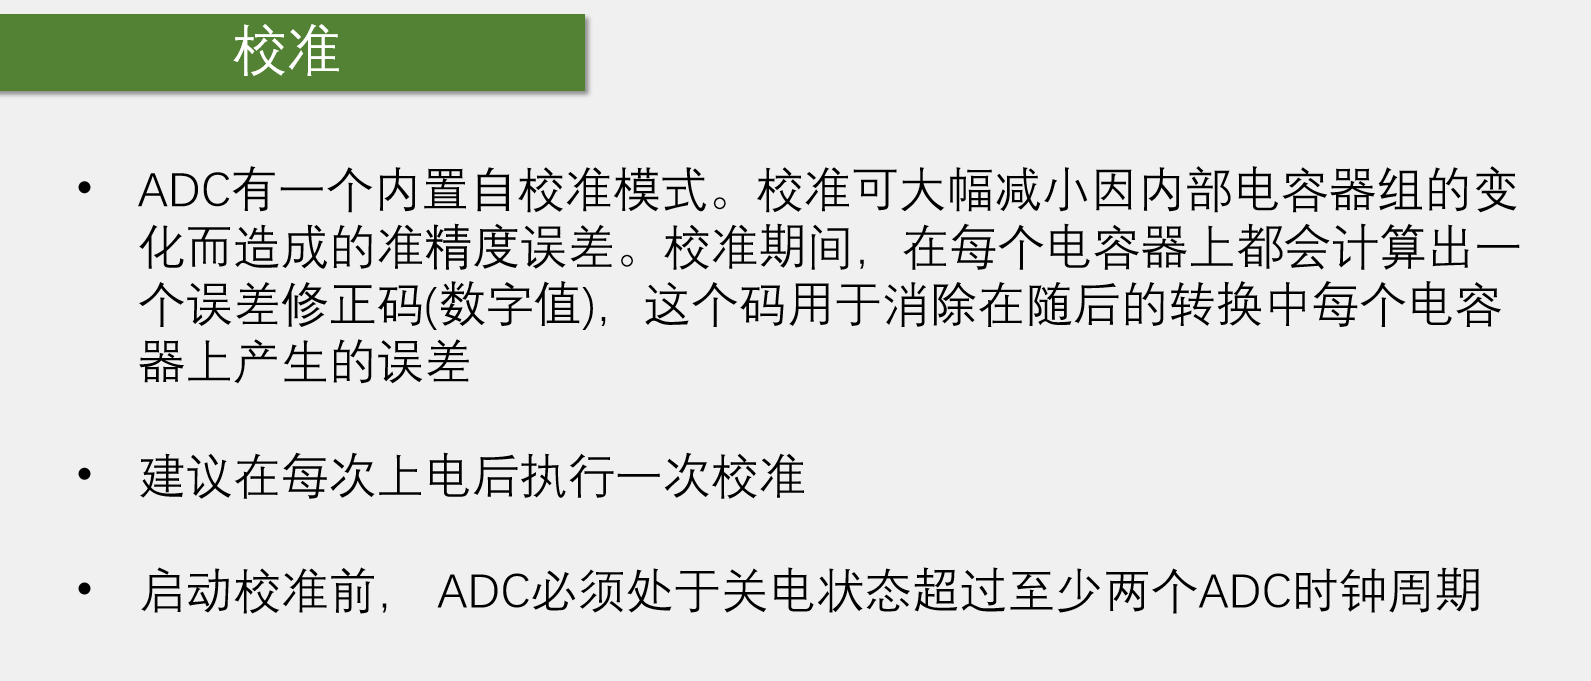 校准
• ADC有一个内置自校准模式。校准可大幅减小因内部电容器组的变
化而造成的准精度误差。校准期间，在每个电容器上都会计算出一
个误差修正码(数字值)，这个码用于消除在随后的转换中每个电容
器上产生的误差
• 建议在每次上电后执行一次校准
• 启动校准前， ADC必须处于关电状态超过至少两个ADC时钟周期